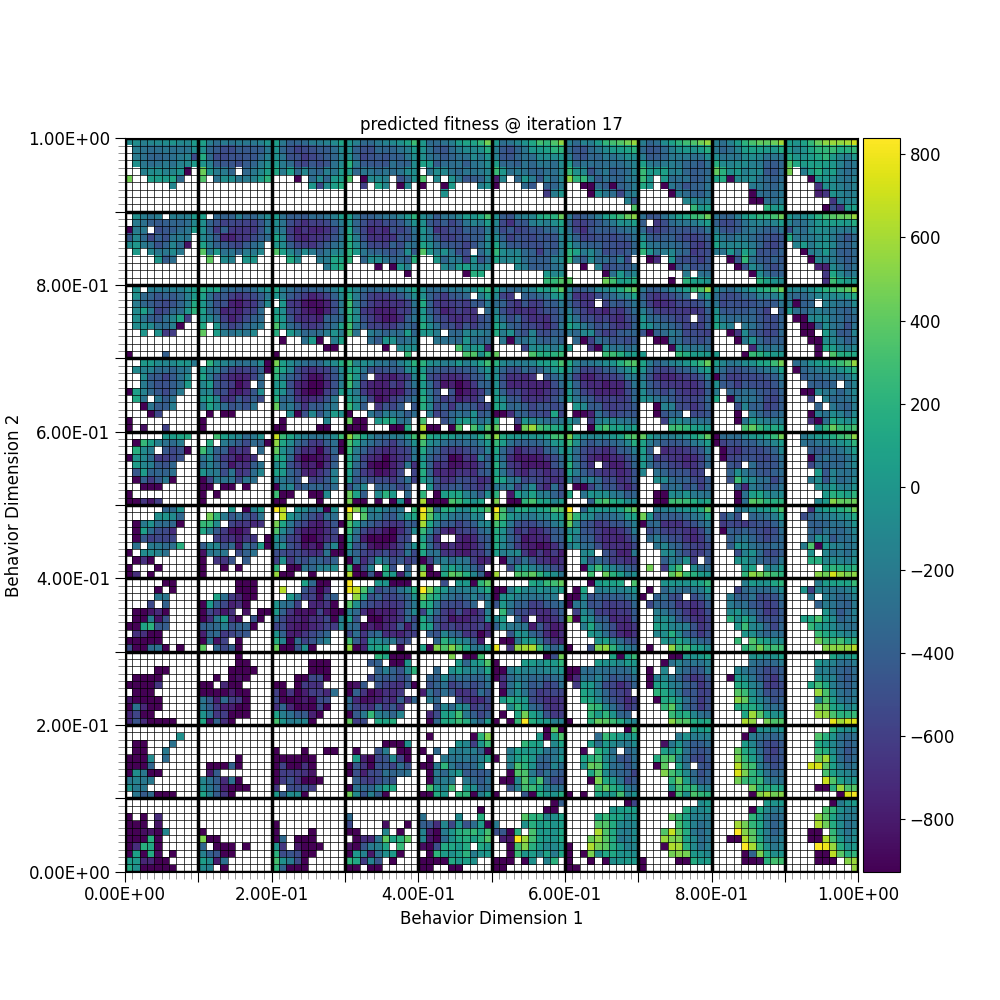 predicted fitness @ iteration 17
1.00E+00
8.00E-01
6.00E-01
4.00E-01
2.00E-01
0.00E+00
Behavior Dimension 2
0.00E+00 2.00E-01 4.00E-01 6.00E-01 8.00E-01 1.00E+00
Behavior Dimension 1
800
600
400
200
0
−200
−400
−600
−800